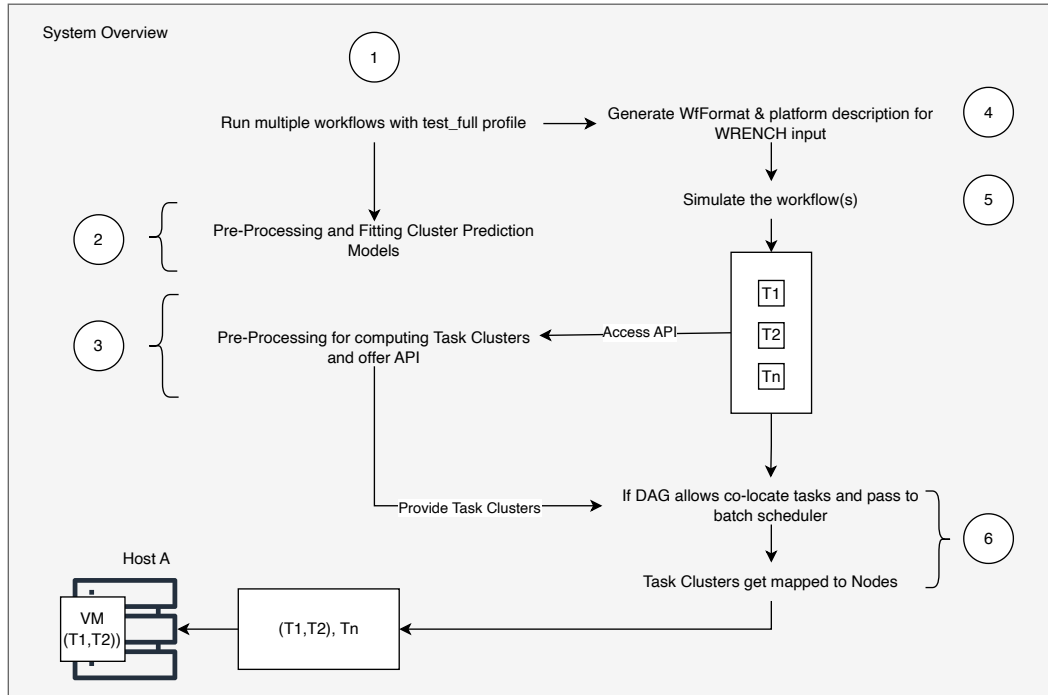 System Overview
1
Run multiple workflows with test_full profile
Generate WfFormat & platform description for
WRENCH input
4
Simulate the workflow(s)
5
2
Pre-Processing and Fitting Cluster Prediction
Models
T1
T2
Tn
Access API
3
Pre-Processing for computing Task Clusters
and offer API
Provide Task Clusters
If DAG allows co-locate tasks and pass to
batch scheduler
6
Task Clusters get mapped to Nodes
Host A
VM
(T1,T2))
(T1,T2), Tn